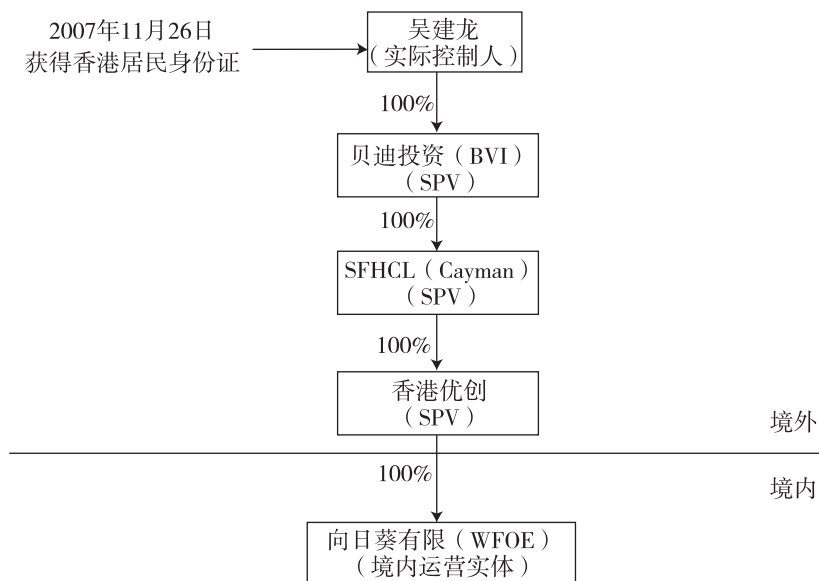 2007年11月26日
获得香港居民身份证
吴建龙
（实际控制人）
100%
贝迪投资（BVI）
（SPV）
100%
SFHCL（Cayman）
（SPV）
100%
香港优创
（SPV）
境外
100%
境内
向日葵有限（WFOE）
（境内运营实体）